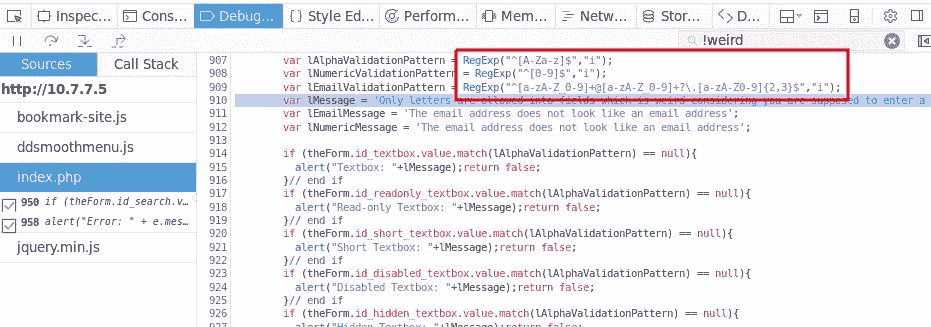 Inspec... Cons... Debug... Style Ed... Perform... Mem... Netw... Stor... D...
!weird
Sources Call Stack
http://10.7.7.5
bookmark-site.js
ddsmoothmenu.js
index.php
950 if (theForm.id_search.v...
958 alert("Error: " + e.mes...
jquery.min.js
907 var lAlphaValidationPattern = RegExp("^[A-Za-z]$","i");
908 var lNumericValidationPattern = RegExp("^[0-9]$","i");
909 var lEmailValidationPattern = RegExp("^[a-zA-Z_0-9]+@[a-zA-Z_0-9]+?\.[a-zA-Z0-9]{2,3}$","i");
910 var lMessage = 'Only letters are allowed into fields which is weird considering you are supposed to enter a
911 var lEmailMessage = 'The email address does not look like an email address';
912 var lNumericMessage = 'The email address does not look like an email address';
913
914 if (theForm.id_textbox.value.match(lAlphaValidationPattern) == null){
915 alert("Textbox: "+lMessage);return false;
916 }// end if
917 if (theForm.id_readonly_textbox.value.match(lAlphaValidationPattern) == null){
918 alert("Read-only Textbox: "+lMessage);return false;
919 }// end if
920 if (theForm.id_short_textbox.value.match(lAlphaValidationPattern) == null){
921 alert("Short Textbox: "+lMessage);return false;
922 }// end if
923 if (theForm.id_disabled_textbox.value.match(lAlphaValidationPattern) == null){
924 alert("Disabled Textbox: "+lMessage);return false;
925 }// end if
926 if (theForm.id_hidden_textbox.value.match(lAlphaValidationPattern) == null){
927 alert("Hidden Textbox: "+lMessage);return false;